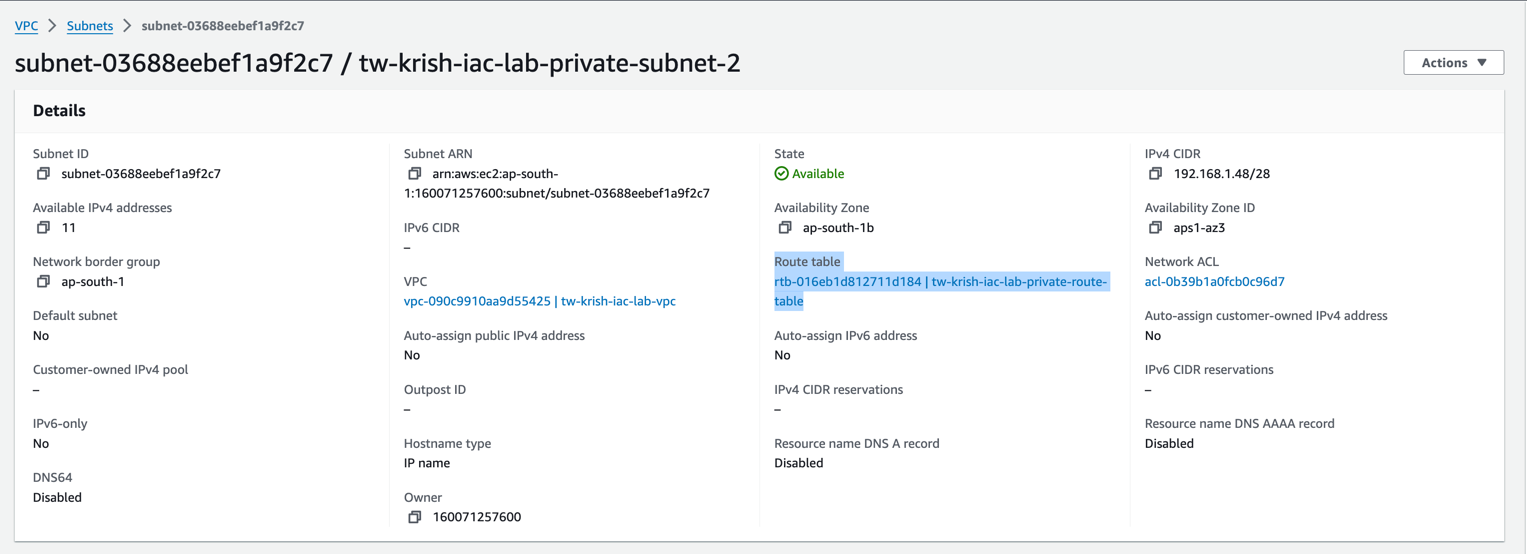 VPC > Subnets > subnet-03688eebef1a9f2c7
subnet-03688eebef1a9f2c7 / tw-krish-iac-lab-private-subnet-2
Actions ▼
Details
Subnet ID
subnet-03688eebef1a9f2c7
Available IPv4 addresses
11
Network border group
ap-south-1
Default subnet
No
Customer-owned IPv4 pool
–
IPv6-only
No
DNS64
Disabled
Subnet ARN
arn:aws:ec2:ap-south-
1:160071257600:subnet/subnet-03688eebef1a9f2c7
IPv6 CIDR
–
VPC
vpc-090c9910aa9d55425 | tw-krish-iac-lab-vpc
Auto-assign public IPv4 address
No
Outpost ID
–
Hostname type
IP name
Owner
160071257600
State
Available
Availability Zone
ap-south-1b
Route table
rtb-016eb1d812711d184 | tw-krish-iac-lab-private-route-
table
Auto-assign IPv6 address
No
IPv4 CIDR reservations
–
Resource name DNS A record
Disabled
IPv4 CIDR
192.168.1.48/28
Availability Zone ID
aps1-az3
Network ACL
acl-0b39b1a0fcb0c96d7
Auto-assign customer-owned IPv4 address
No
IPv6 CIDR reservations
–
Resource name DNS AAAA record
Disabled